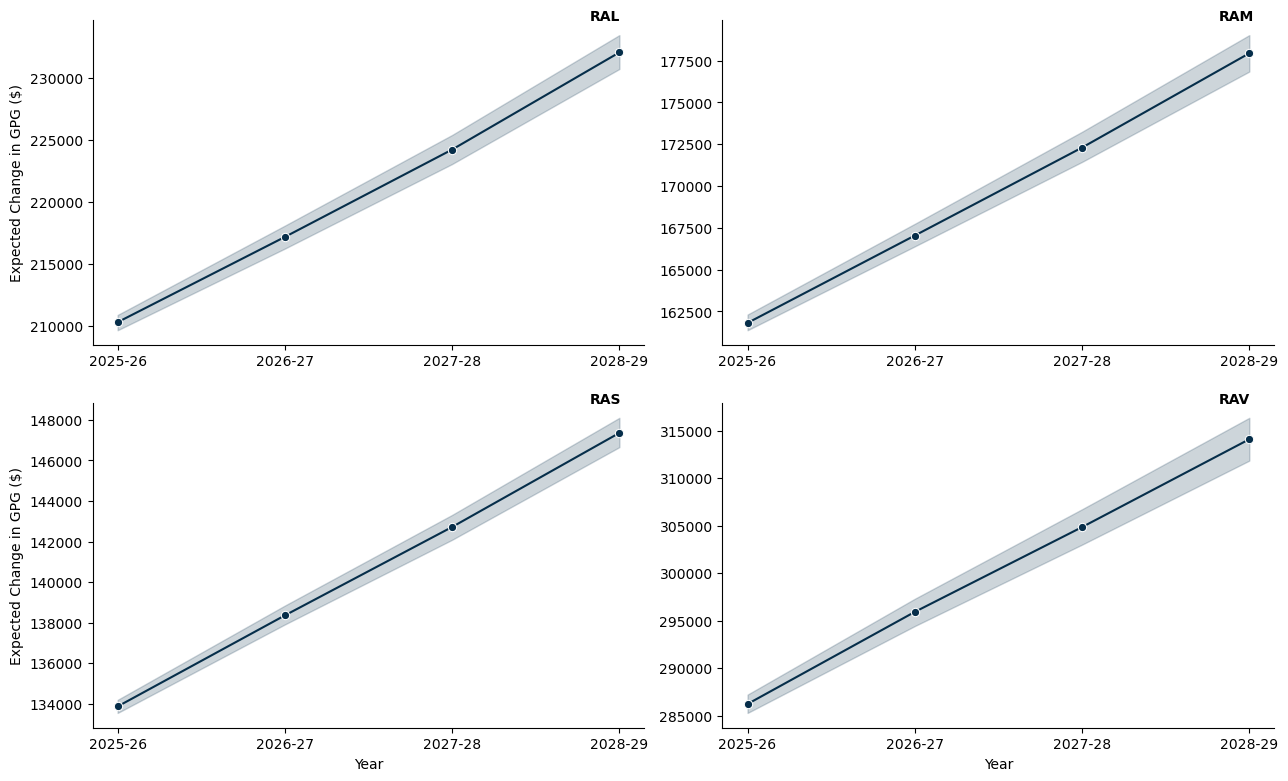 RAL
Expected Change in GPG ($)
230000
225000
220000
215000
210000
2025-26 2026-27 2027-28 2028-29
RAM
177500
175000
172500
170000
167500
165000
162500
2025-26 2026-27 2027-28 2028-29
RAS
Expected Change in GPG ($)
148000
146000
144000
142000
140000
138000
136000
134000
2025-26 2026-27 2027-28 2028-29
Year
RAV
315000
310000
305000
300000
295000
290000
285000
2025-26 2026-27 2027-28 2028-29
Year